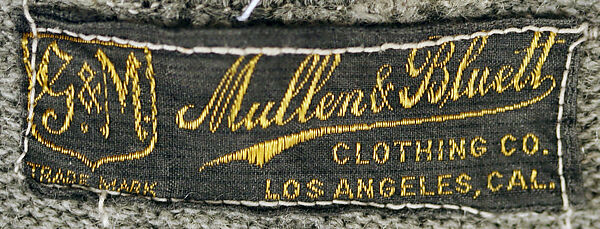 G&M
TRADE MARK
Mullen & Bluett
CLOTHING CO.
LOS ANGELES, CAL.